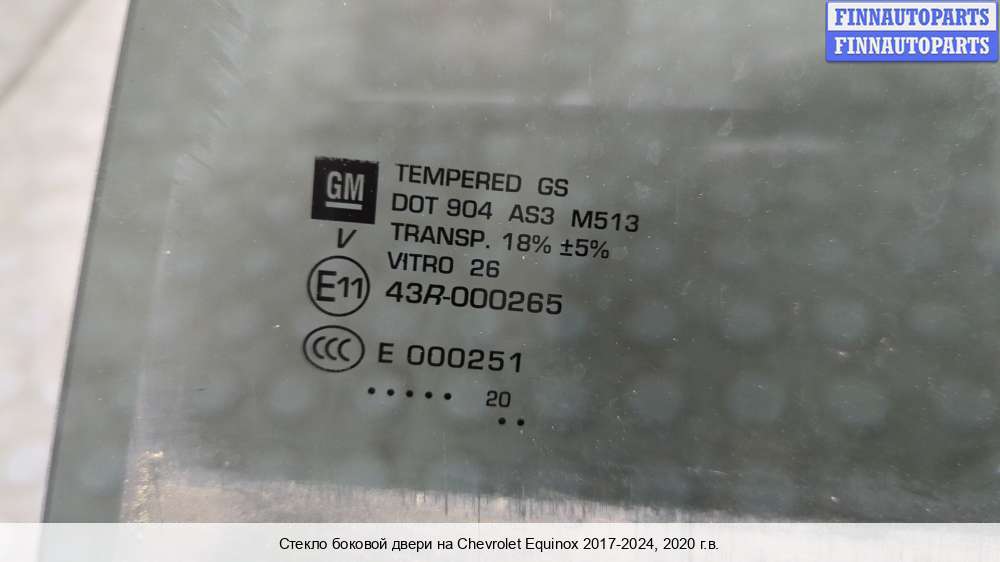 FINNAUTOPARTS
FINNAUTOPARTS
GM
TEMPERED GS
DOT 904 AS3 M513
V
TRANSP. 18% ±5%
VITRO 26
E11
43R-000265
CCC
E 000251
• • • • • 20
• •
Стекло боковой двери на Chevrolet Equinox 2017-2024, 2020 г.в.